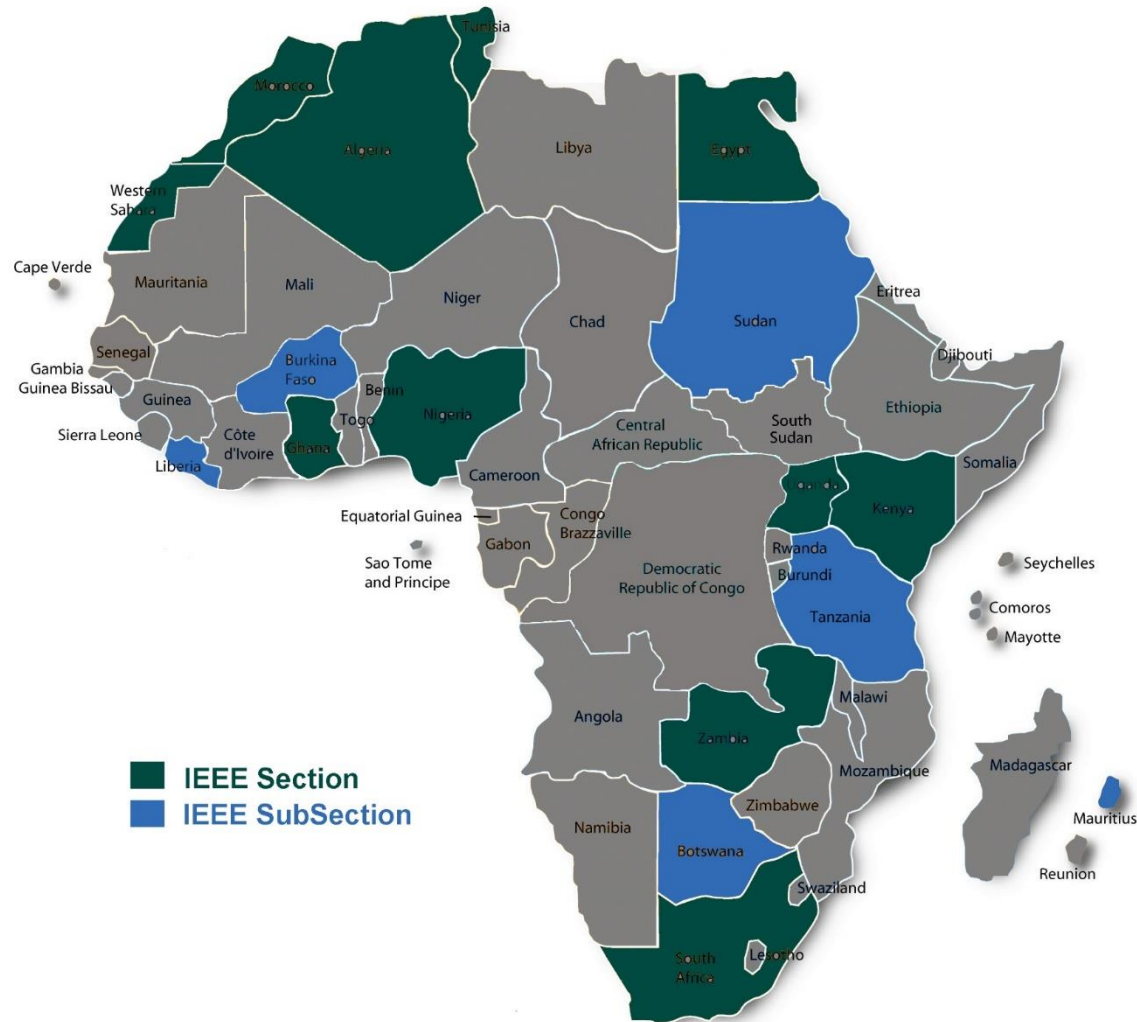 Tunisia
Morocco
Algeria
Libya
Egypt
Western
Sahara
Cape Verde
Mauritania
Mali
Niger
Chad
Sudan
Eritrea
Senegal
Gambia
Guinea Bissau
Burkina
Faso
Djibouti
Guinea
Benin
Nigeria
Ethiopia
Sierra Leone
Côte
d'Ivoire
Togo
Ghana
Central
African Republic
South
Sudan
Liberia
Cameroon
Somalia
Uganda
Kenya
Equatorial Guinea
Congo
Brazzaville
Gabon
Sao Tome
and Principe
Democratic
Republic of Congo
Rwanda
Burundi
Seychelles
Comoros
Tanzania
Mayotte
Malawi
Angola
Zambia
Mozambique
Madagascar
IEEE Section
IEEE SubSection
Zimbabwe
Namibia
Mauritius
Botswana
Reunion
Swaziland
Lesotho
South
Africa